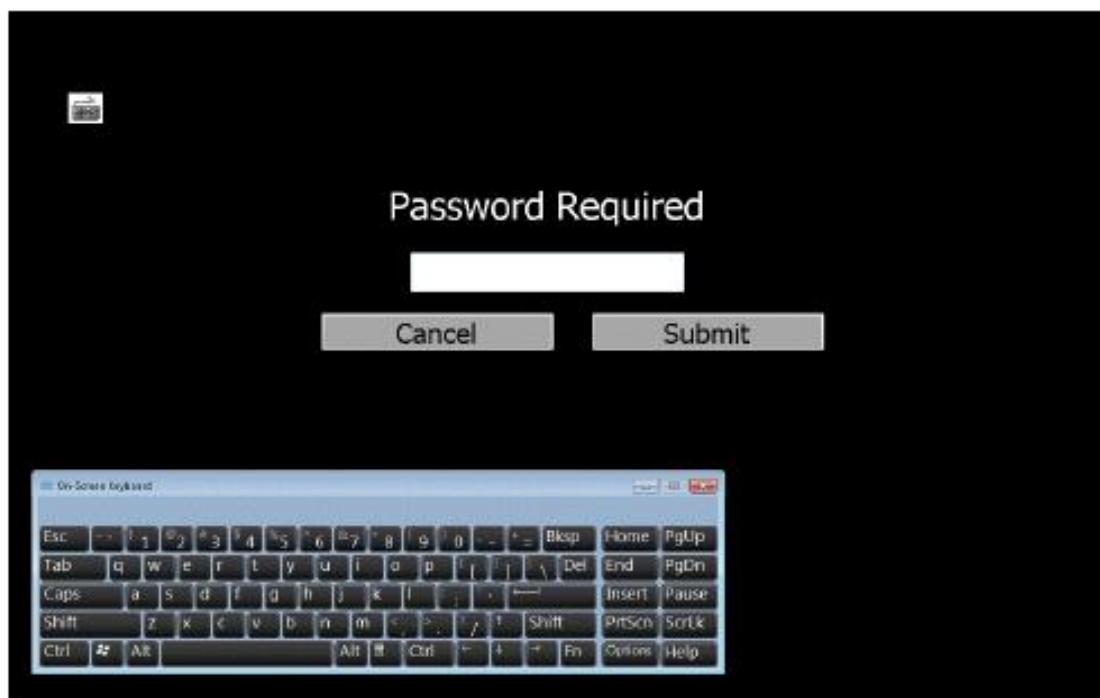 Password Required
Cancel Submit
On-Screen Keyboard
Esc 1 2 3 4 5 6 7 8 9 0 - = Bksp Home PgUp
Tab q w e r t y u i o p [ ] \ Del End PgDn
Caps a s d f g h j k l ; ' Insert Pause
Shift z x c v b n m , . / Shift PrtScn ScrLk
Ctrl Alt Alt Ctrl Fn Options Help